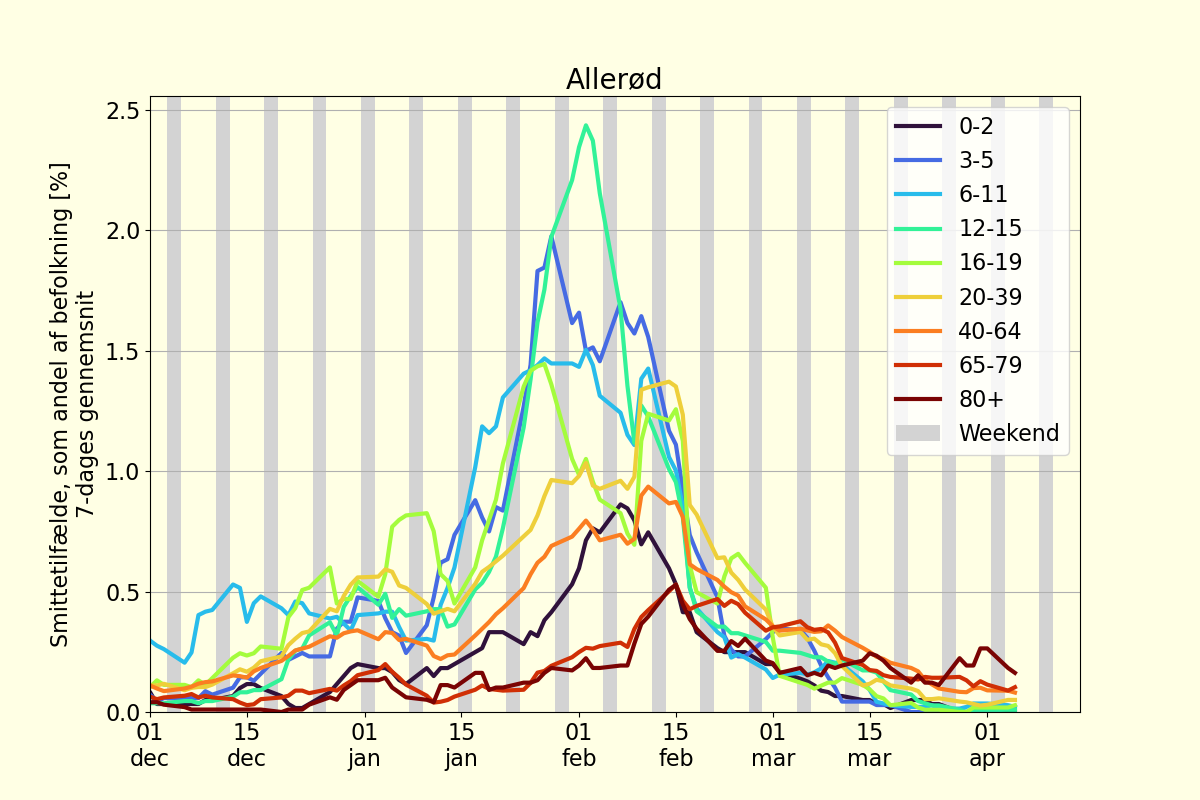 Allerød
Smittetilfælde, som andel af befolkning [%]
7-dages gennemsnit
2.5
2.0
1.5
1.0
0.5
0.0
0-2
3-5
6-11
12-15
16-19
20-39
40-64
65-79
80+
Weekend
01 15 01 15 01 15 01 15 01
dec dec jan jan feb feb mar mar apr